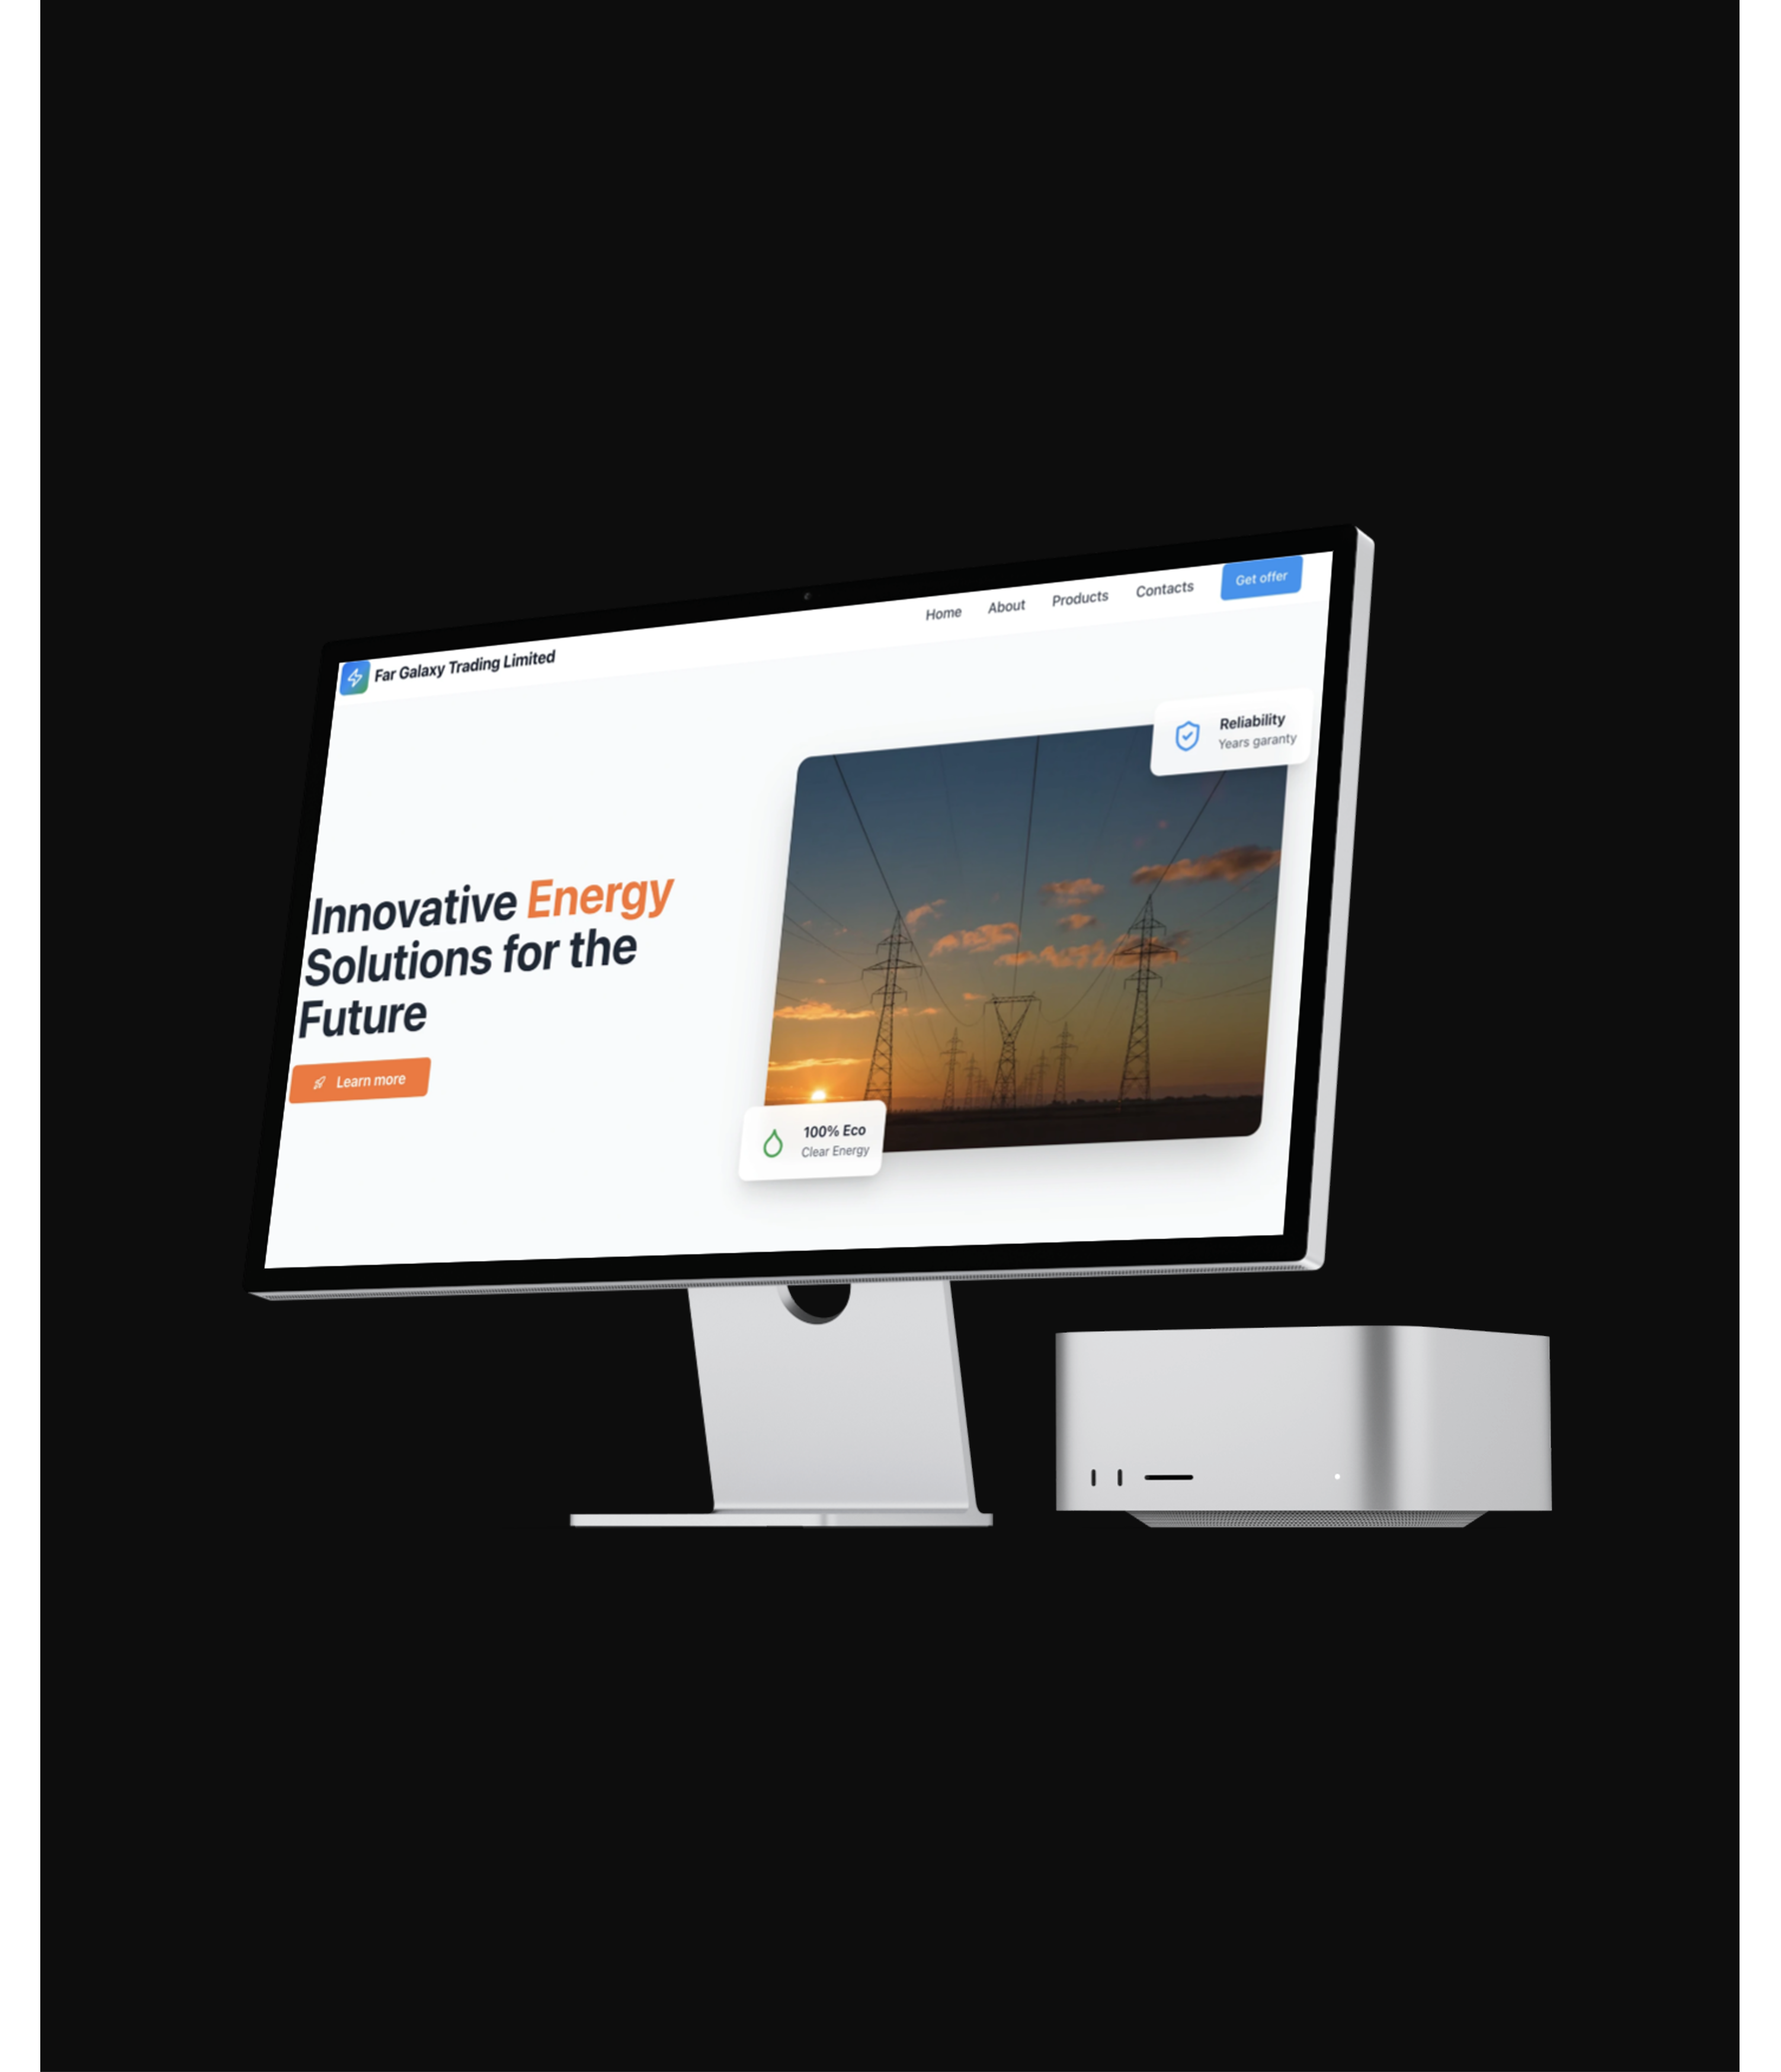 Far Galaxy Trading Limited
Home About Products Contacts Get offer
Reliability
Years garanty
Innovative Energy
Solutions for the
Future
Learn more
100% Eco
Clear Energy